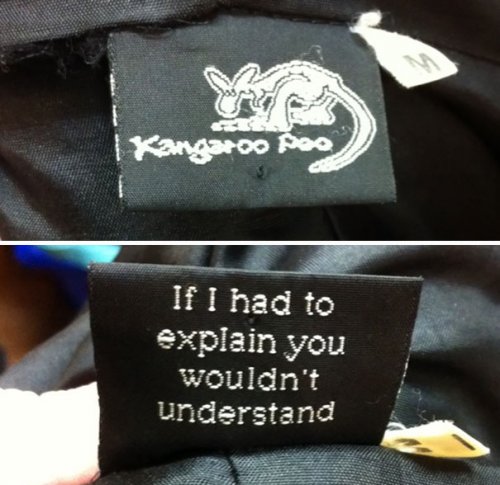 Kangaroo Poo
M
If I had to
explain you
wouldn't
understand